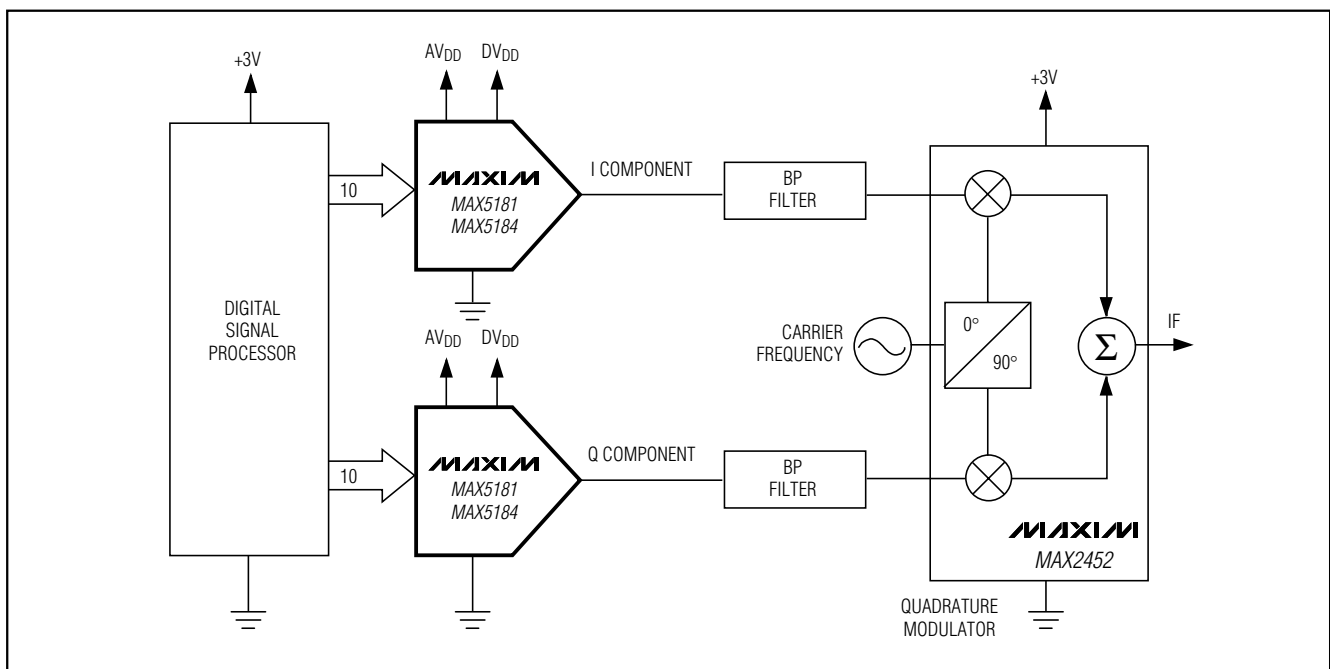 +3V
AVDD
DVDD
+3V
10
MAXIM
MAX5181
MAX5184
I COMPONENT
BP
FILTER
DIGITAL
SIGNAL
PROCESSOR
CARRIER
FREQUENCY
0°
90°
Σ
IF
AVDD
DVDD
10
MAXIM
MAX5181
MAX5184
Q COMPONENT
BP
FILTER
MAXIM
MAX2452
QUADRATURE
MODULATOR